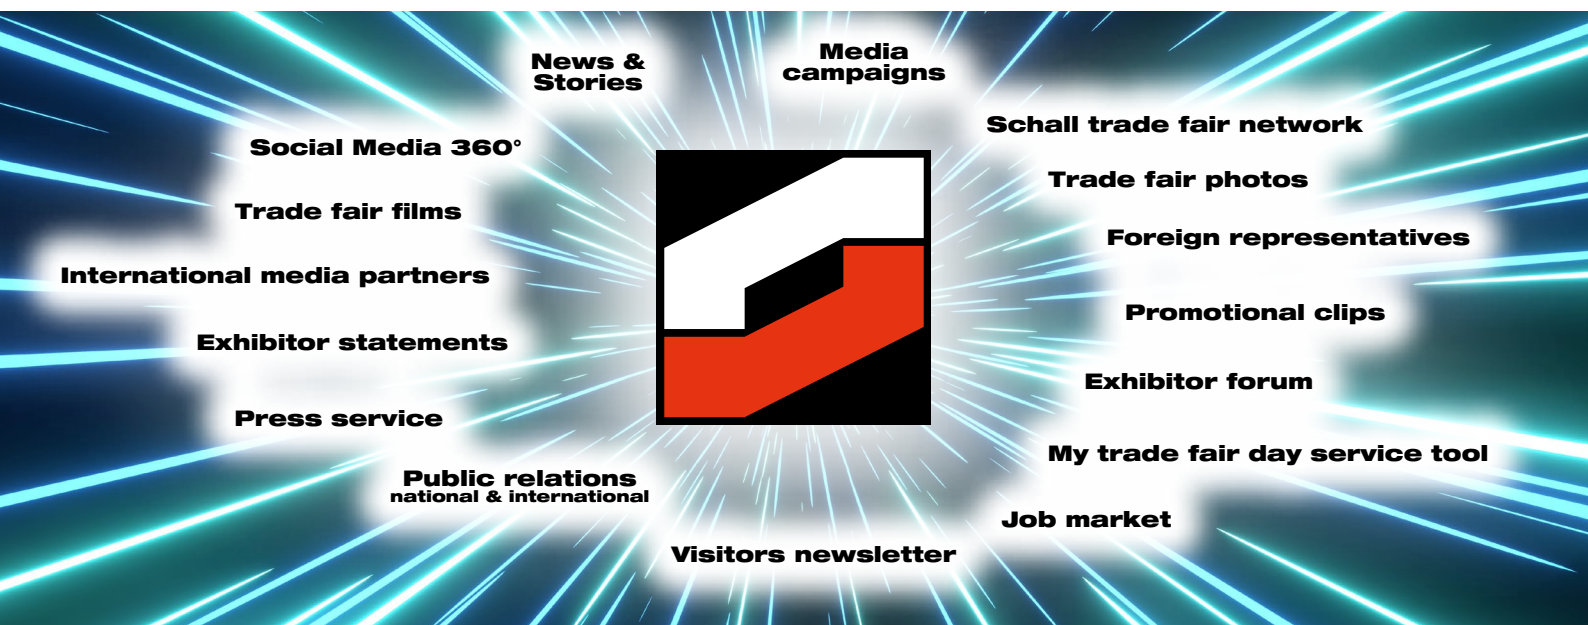 News &
Stories
Media
campaigns
Schall trade fair network
Social Media 360°
Trade fair photos
Trade fair films
Foreign representatives
International media partners
Promotional clips
Exhibitor statements
Exhibitor forum
Press service
My trade fair day service tool
Public relations
national & international
Job market
Visitors newsletter